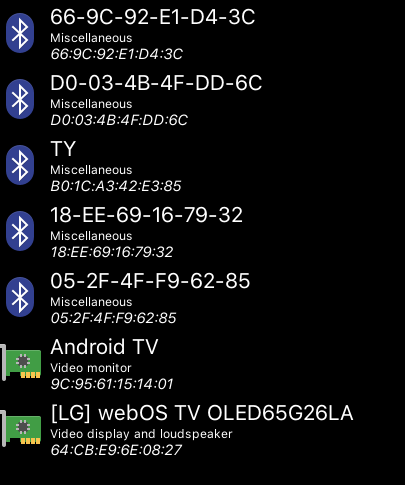 66-9C-92-E1-D4-3C
Miscellaneous
66:9C:92:E1:D4:3C
D0-03-4B-4F-DD-6C
Miscellaneous
D0:03:4B:4F:DD:6C
TY
Miscellaneous
B0:1C:A3:42:E3:85
18-EE-69-16-79-32
Miscellaneous
18:EE:69:16:79:32
05-2F-4F-F9-62-85
Miscellaneous
05:2F:4F:F9:62:85
Android TV
Video monitor
9C:95:61:15:14:01
[LG] webOS TV OLED65G26LA
Video display and loudspeaker
64:CB:E9:6E:08:27